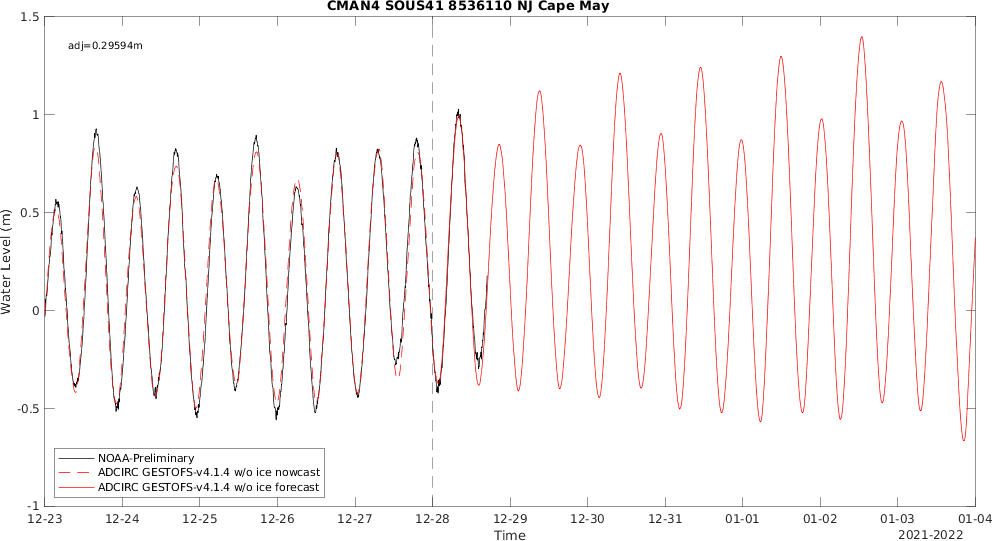 CMAN4 SOUS41 8536110 NJ Cape May
adj=0.29594m
1.5
1
0.5
0
-0.5
-1
Water Level (m)
NOAA-Preliminary
ADCIRC GESTOFS-v4.1.4 w/o ice nowcast
ADCIRC GESTOFS-v4.1.4 w/o ice forecast
12-23 12-24 12-25 12-26 12-27 12-28 12-29 12-30 12-31 01-01 01-02 01-03 01-04
Time
2021-2022